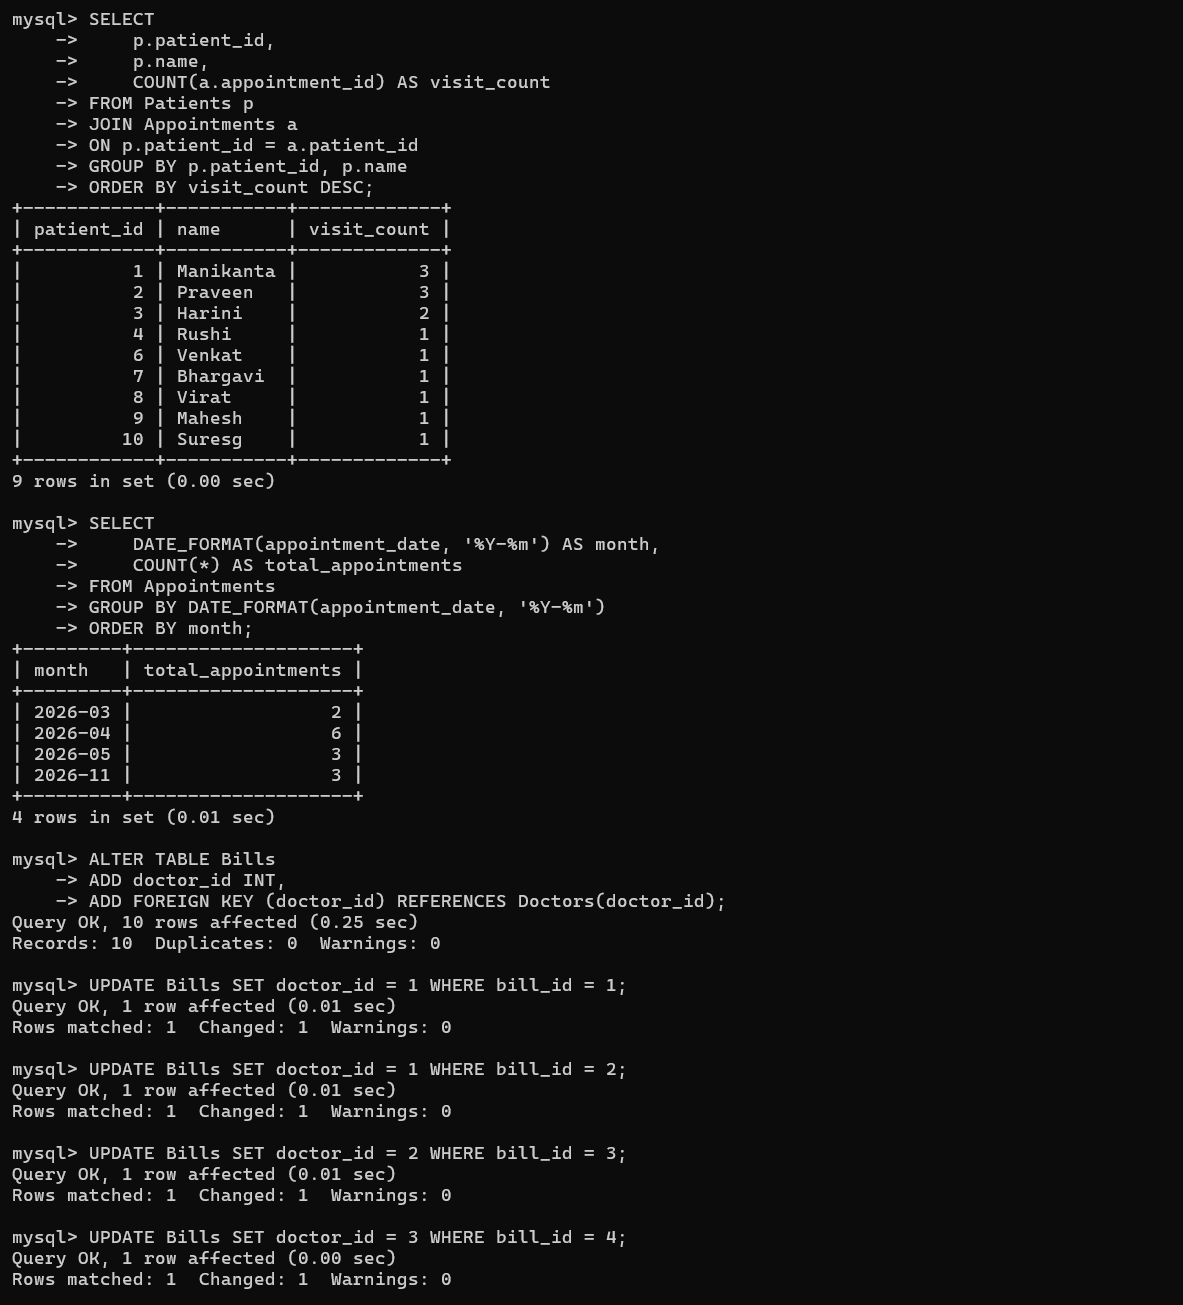 mysql> SELECT
    ->     p.patient_id,
    ->     p.name,
    ->     COUNT(a.appointment_id) AS visit_count
    -> FROM Patients p
    -> JOIN Appointments a
    -> ON p.patient_id = a.patient_id
    -> GROUP BY p.patient_id, p.name
    -> ORDER BY visit_count DESC;
+------------+-----------+-------------+
| patient_id | name      | visit_count |
+------------+-----------+-------------+
|          1 | Manikanta |           3 |
|          2 | Praveen   |           3 |
|          3 | Harini    |           2 |
|          4 | Rushi     |           1 |
|          6 | Venkat    |           1 |
|          7 | Bhargavi  |           1 |
|          8 | Virat     |           1 |
|          9 | Mahesh    |           1 |
|         10 | Suresg    |           1 |
+------------+-----------+-------------+
9 rows in set (0.00 sec)

mysql> SELECT
    ->     DATE_FORMAT(appointment_date, '%Y-%m') AS month,
    ->     COUNT(*) AS total_appointments
    -> FROM Appointments
    -> GROUP BY DATE_FORMAT(appointment_date, '%Y-%m')
    -> ORDER BY month;
+---------+--------------------+
| month   | total_appointments |
+---------+--------------------+
| 2026-03 |                  2 |
| 2026-04 |                  6 |
| 2026-05 |                  3 |
| 2026-11 |                  3 |
+---------+--------------------+
4 rows in set (0.01 sec)

mysql> ALTER TABLE Bills
    -> ADD doctor_id INT,
    -> ADD FOREIGN KEY (doctor_id) REFERENCES Doctors(doctor_id);
Query OK, 10 rows affected (0.25 sec)
Records: 10  Duplicates: 0  Warnings: 0

mysql> UPDATE Bills SET doctor_id = 1 WHERE bill_id = 1;
Query OK, 1 row affected (0.01 sec)
Rows matched: 1  Changed: 1  Warnings: 0

mysql> UPDATE Bills SET doctor_id = 1 WHERE bill_id = 2;
Query OK, 1 row affected (0.01 sec)
Rows matched: 1  Changed: 1  Warnings: 0

mysql> UPDATE Bills SET doctor_id = 2 WHERE bill_id = 3;
Query OK, 1 row affected (0.01 sec)
Rows matched: 1  Changed: 1  Warnings: 0

mysql> UPDATE Bills SET doctor_id = 3 WHERE bill_id = 4;
Query OK, 1 row affected (0.00 sec)
Rows matched: 1  Changed: 1  Warnings: 0